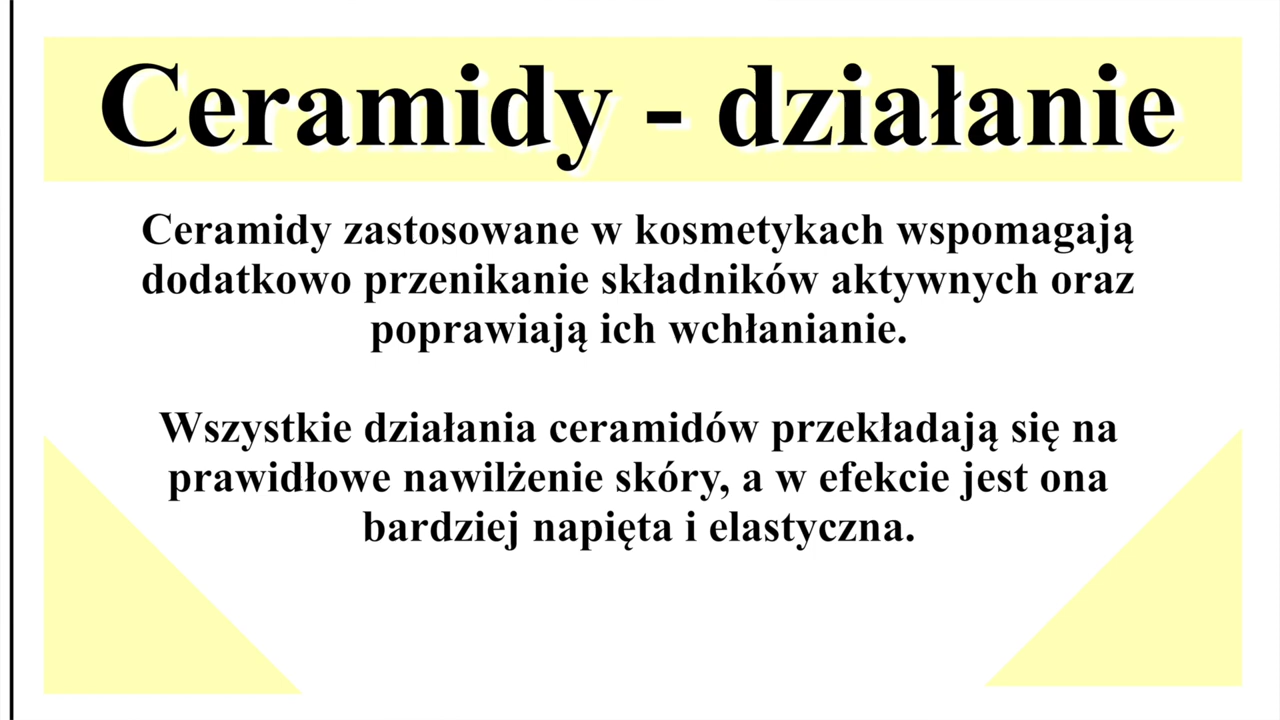 Ceramidy - działanie
Ceramidy zastosowane w kosmetykach wspomagają
dodatkowo przenikanie składników aktywnych oraz
poprawiają ich wchłanianie.
Wszystkie działania ceramidów przekładają się na
prawidłowe nawilżenie skóry, a w efekcie jest ona
bardziej napięta i elastyczna.